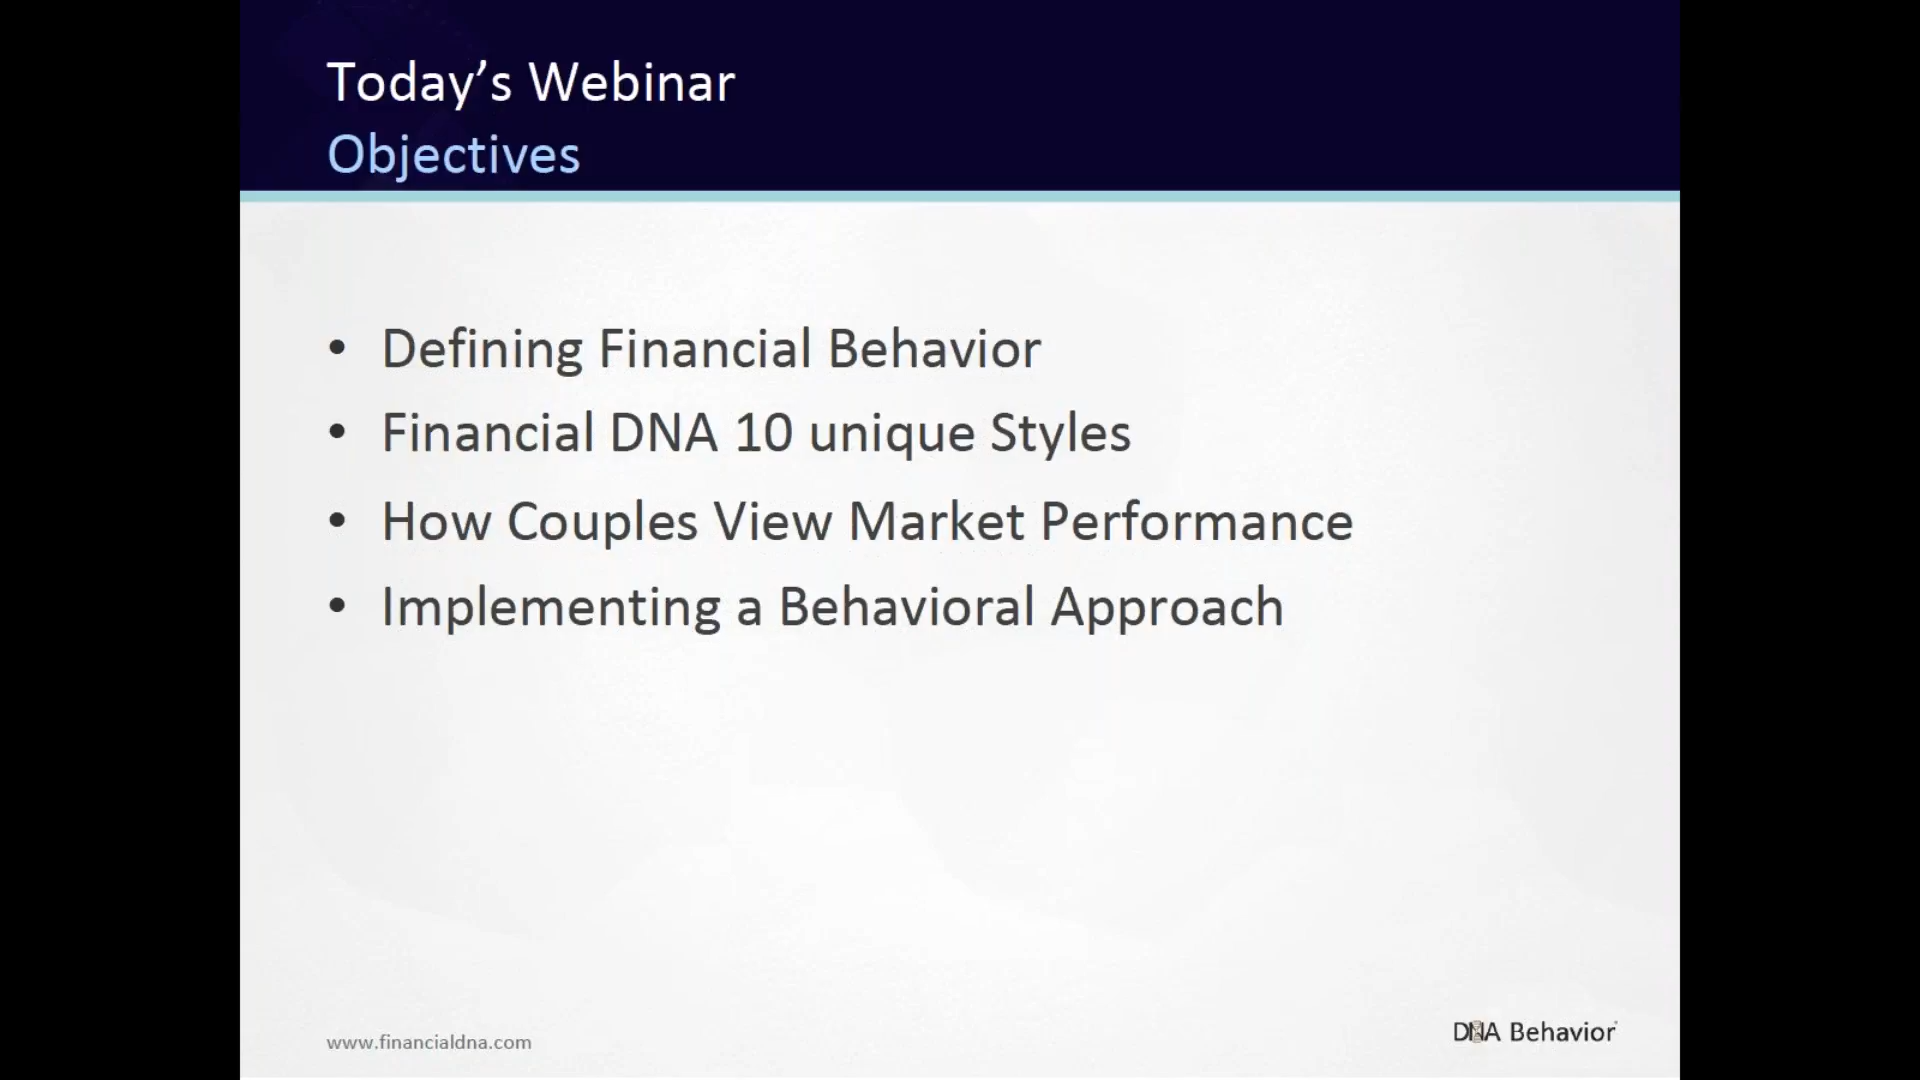 Today’s Webinar
Objectives
• Defining Financial Behavior
• Financial DNA 10 unique Styles
• How Couples View Market Performance
• Implementing a Behavioral Approach
www.financialdna.com
DNA Behavior